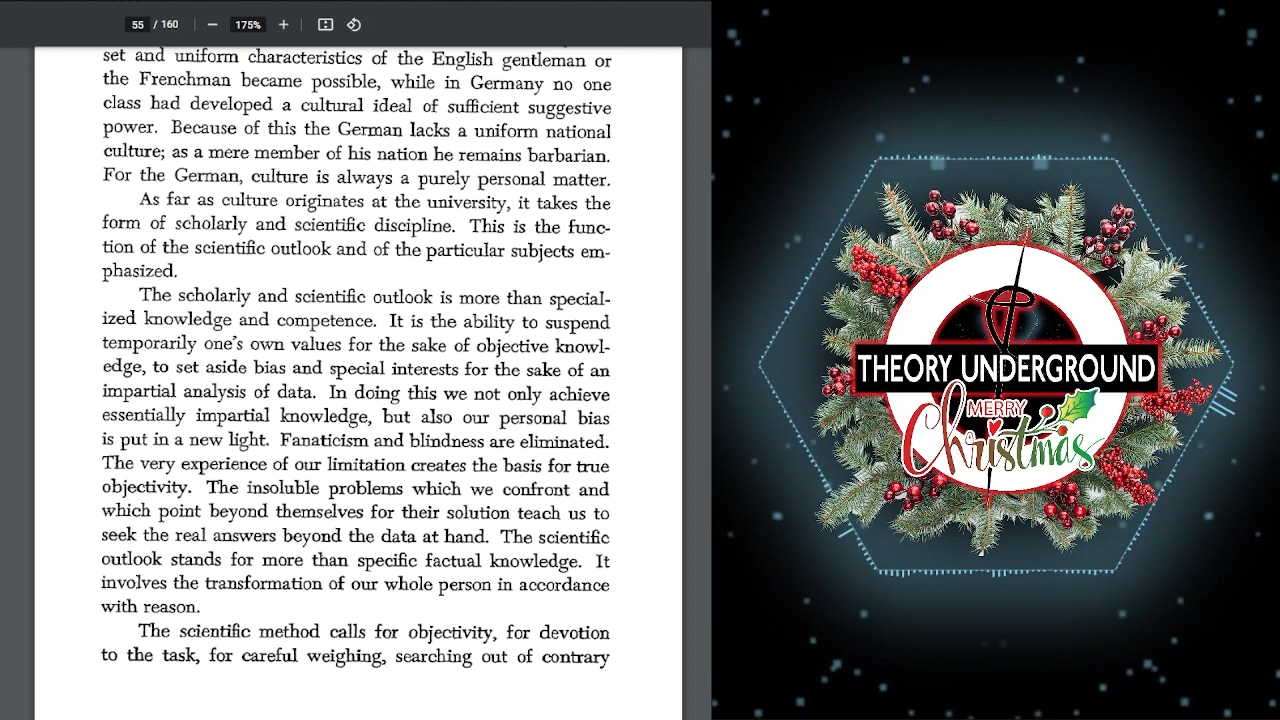 55 / 160
175%
set and uniform characteristics of the English gentleman or
the Frenchman became possible, while in Germany no one
class had developed a cultural ideal of sufficient suggestive
power. Because of this the German lacks a uniform national
culture; as a mere member of his nation he remains barbarian.
For the German, culture is always a purely personal matter.
As far as culture originates at the university, it takes the
form of scholarly and scientific discipline. This is the func-
tion of the scientific outlook and of the particular subjects em-
phasized.
The scholarly and scientific outlook is more than special-
ized knowledge and competence. It is the ability to suspend
temporarily one's own values for the sake of objective knowl-
edge, to set aside bias and special interests for the sake of an
impartial analysis of data. In doing this we not only achieve
essentially impartial knowledge, but also our personal bias
is put in a new light. Fanaticism and blindness are eliminated.
The very experience of our limitation creates the basis for true
objectivity. The insoluble problems which we confront and
which point beyond themselves for their solution teach us to
seek the real answers beyond the data at hand. The scientific
outlook stands for more than specific factual knowledge. It
involves the transformation of our whole person in accordance
with reason.
The scientific method calls for objectivity, for devotion
to the task, for careful weighing, searching out of contrary
THEORY UNDERGROUND
MERRY
Christmas